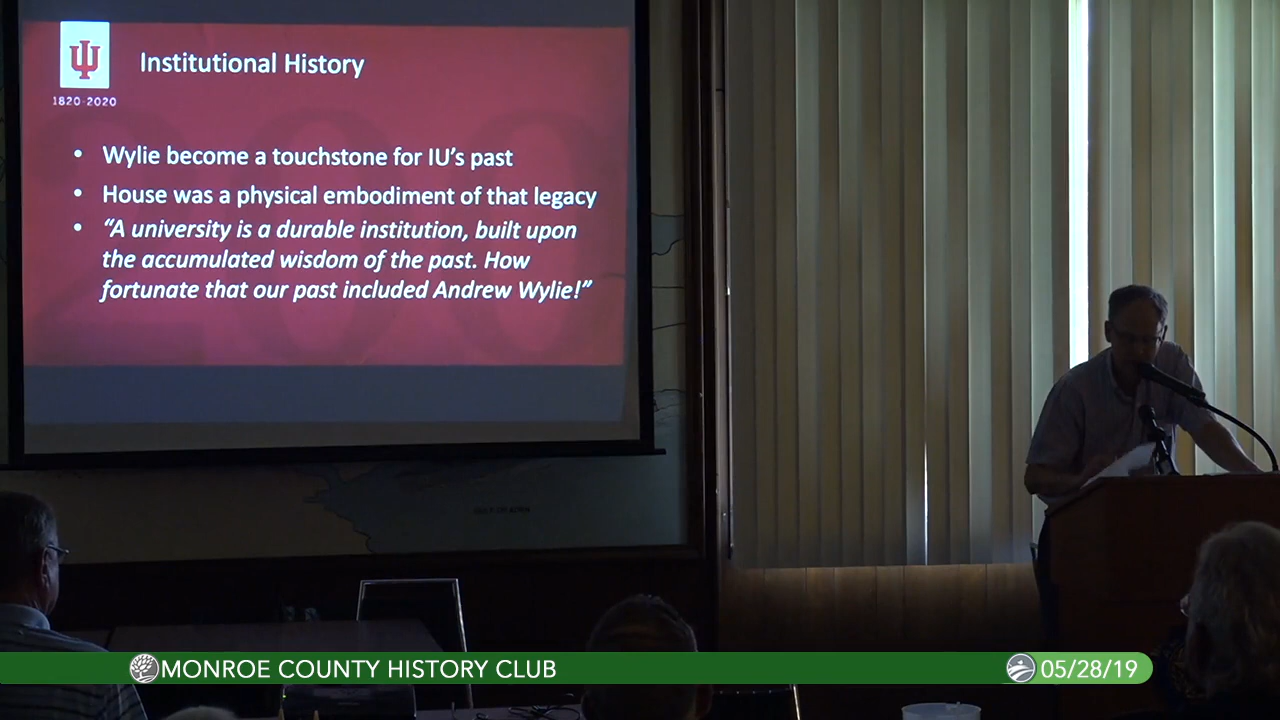 Institutional History
1820-2020
• Wylie become a touchstone for IU's past
• House was a physical embodiment of that legacy
• “A university is a durable institution, built upon
the accumulated wisdom of the past. How
fortunate that our past included Andrew Wylie!”
MONROE COUNTY HISTORY CLUB
05/28/19